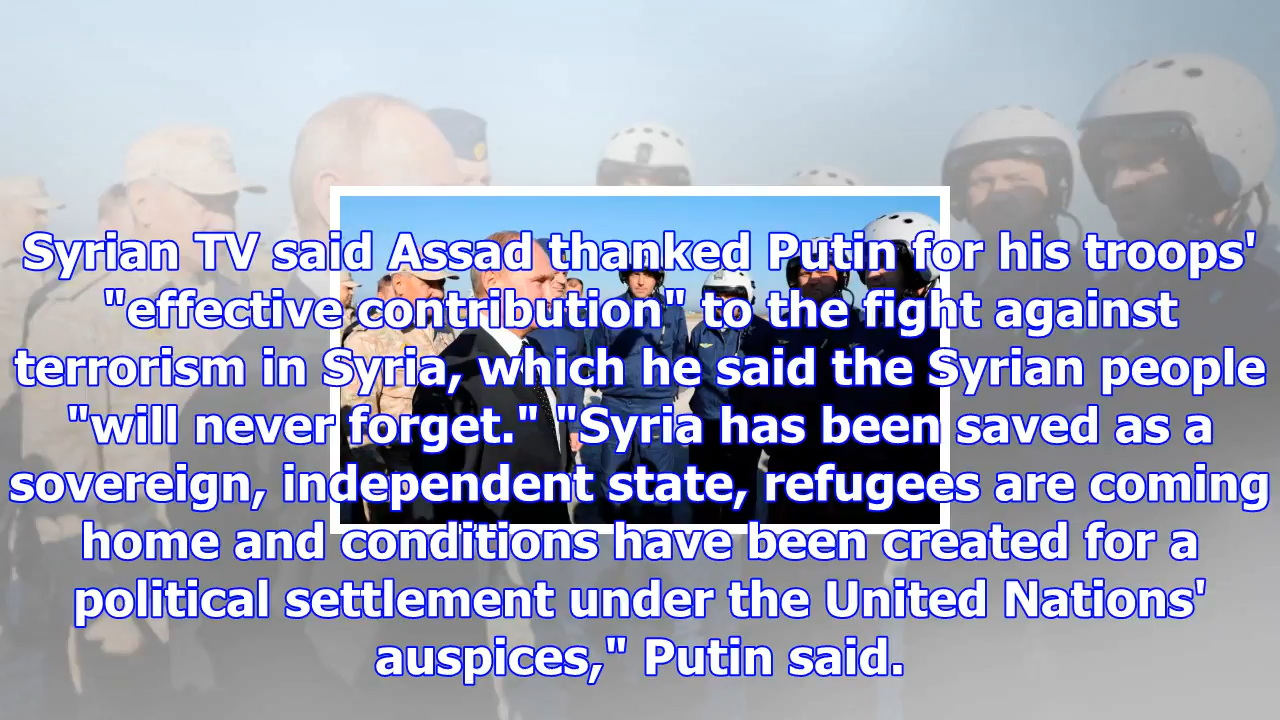 Syrian TV said Assad thanked Putin for his troops'
"effective contribution" to the fight against
terrorism in Syria, which he said the Syrian people
"will never forget." "Syria has been saved as a
sovereign, independent state, refugees are coming
home and conditions have been created for a
political settlement under the United Nations'
auspices," Putin said.